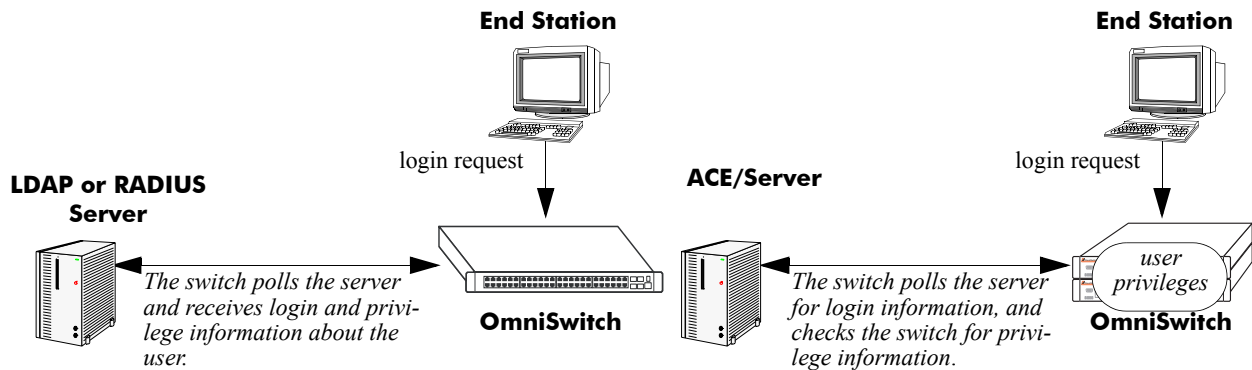 End Station
login request
LDAP or RADIUS
Server
The switch polls the server
and receives login and privi-
lege information about the
user.
OmniSwitch
End Station
login request
ACE/Server
The switch polls the server
for login information, and
checks the switch for privi-
lege information.
user
privileges
OmniSwitch